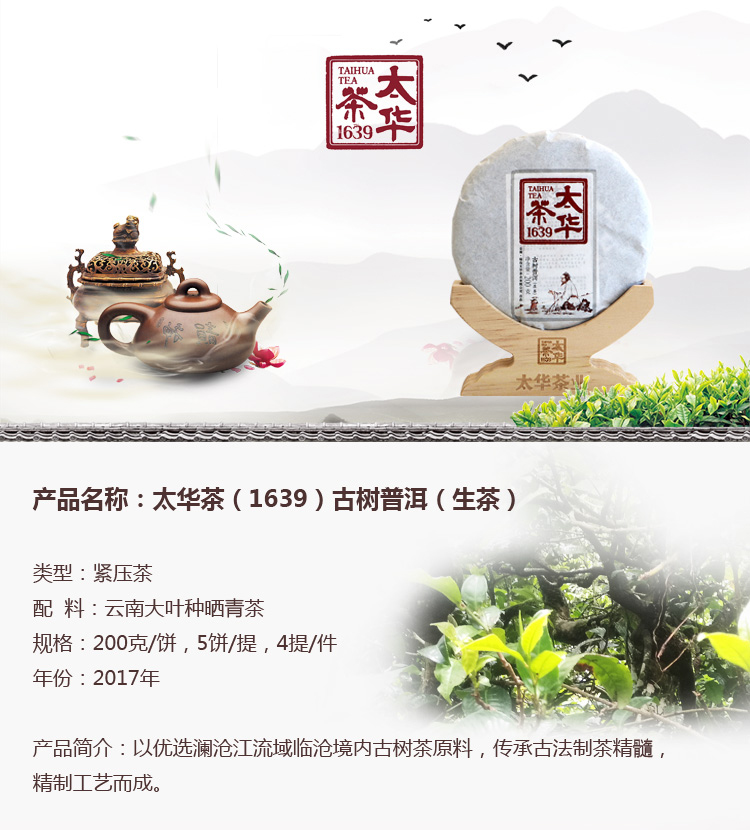 TAIHUA
TEA
太华茶
1639
TAIHUA
TEA
太华茶
1639
古树普洱
太华茶业
产品名称：太华茶（1639）古树普洱（生茶）
类型：紧压茶
配 料：云南大叶种晒青茶
规格：200克/饼，5饼/提，4提/件
年份：2017年
产品简介：以优选澜沧江流域临沧境内古树茶原料，传承古法制茶精髓，
精制工艺而成。